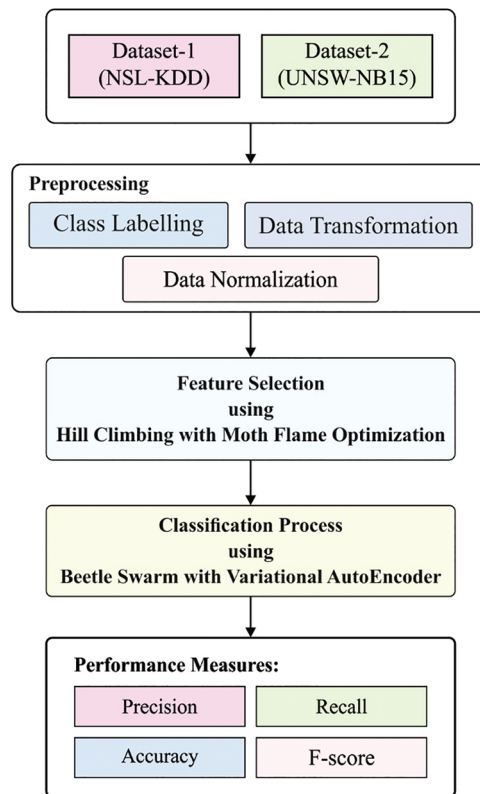 Dataset-1
(NSL-KDD)
Dataset-2
(UNSW-NB15)
Preprocessing
Class Labelling
Data Transformation
Data Normalization
Feature Selection
using
Hill Climbing with Moth Flame Optimization
Classification Process
using
Beetle Swarm with Variational AutoEncoder
Performance Measures:
Precision
Recall
Accuracy
F-score